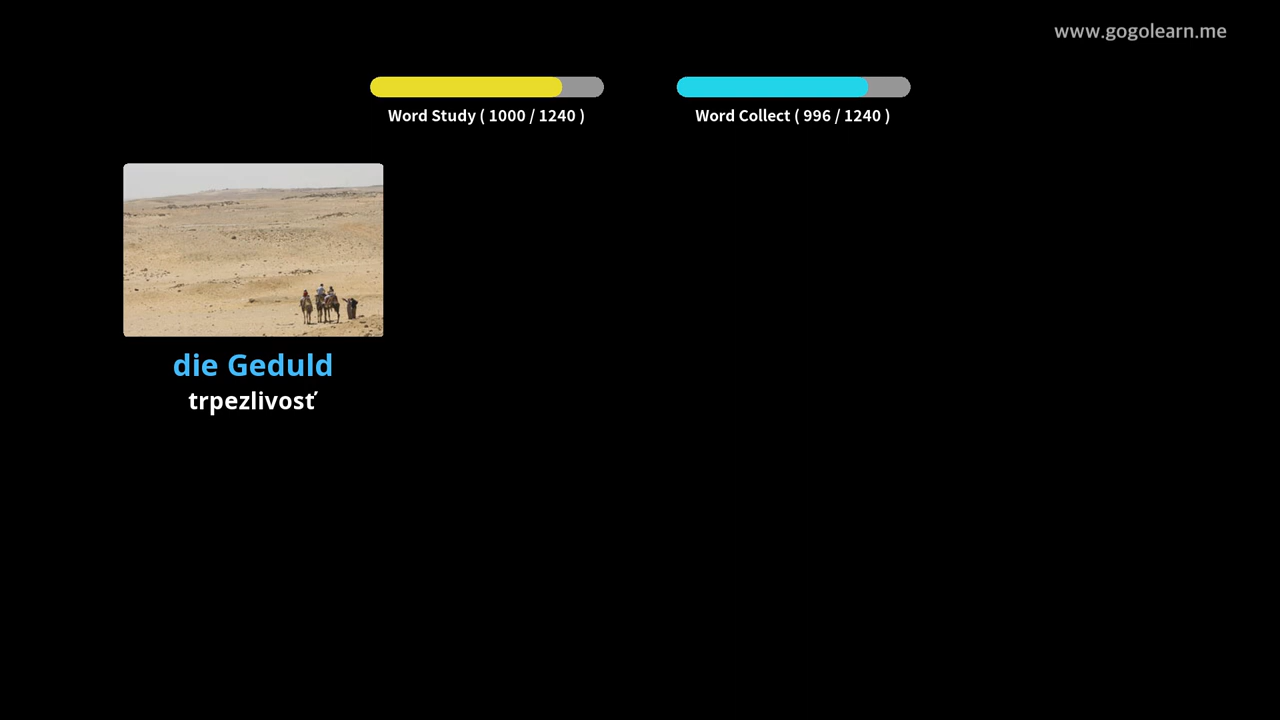 www.gogolearn.me
Word Study ( 1000 / 1240 )
Word Collect ( 996 / 1240 )
die Geduld
trpezlivosť